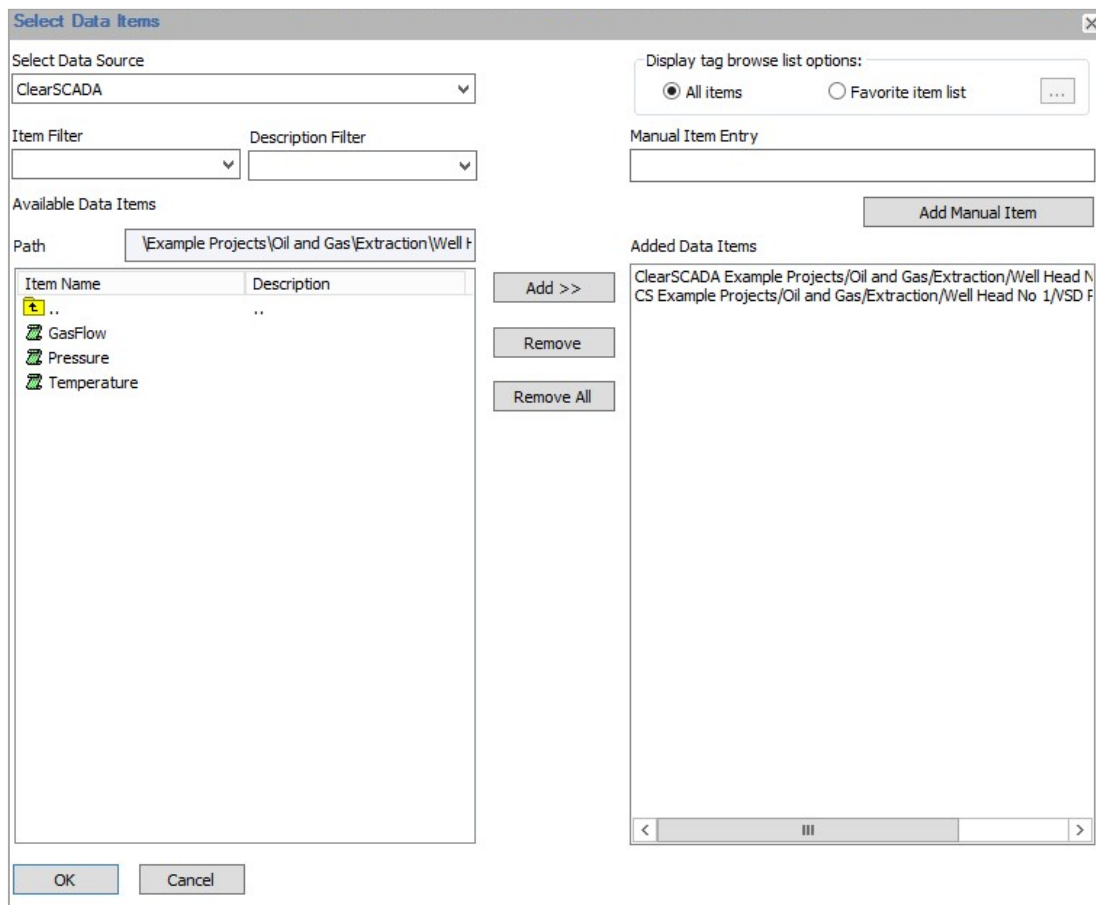 Select Data Items
Select Data Source
ClearSCADA
Display tag browse list options:
All items
Favorite item list
...
Item Filter
Description Filter
Manual Item Entry
Available Data Items
Add Manual Item
Path
\Example Projects\Oil and Gas\Extraction\Well
Added Data Items
Item Name
Description
..
..
GasFlow
Pressure
Temperature
Add >>
Remove
Remove All
ClearSCADA Example Projects/Oil and Gas/Extraction/Well Head
CS Example Projects/Oil and Gas/Extraction/Well Head No 1/VSD
OK
Cancel